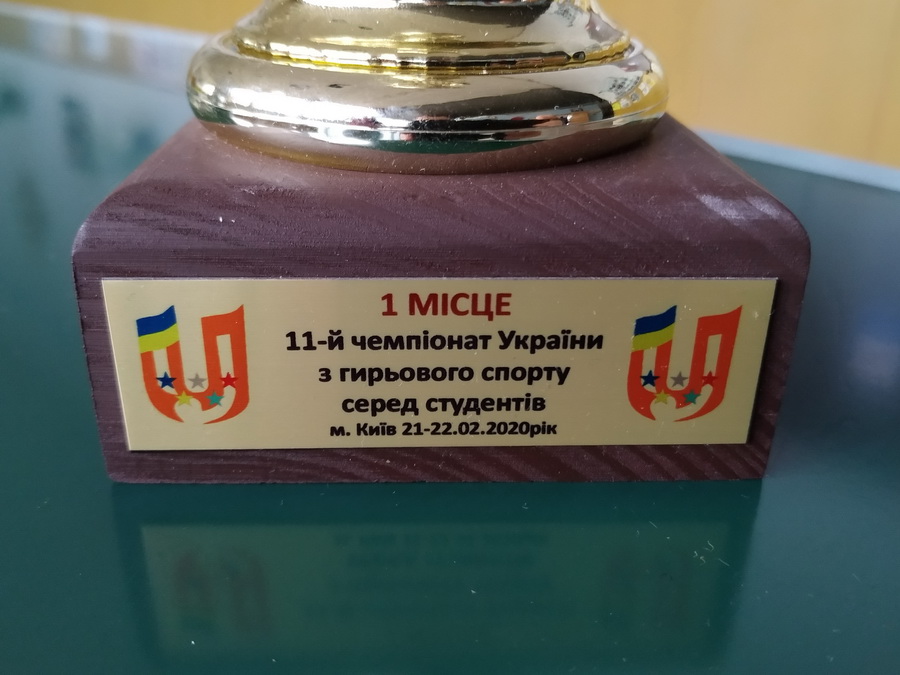 1 МІСЦЕ
11-й чемпіонат України
з гирьового спорту
серед студентів
м. Київ 21-22.02.2020рік